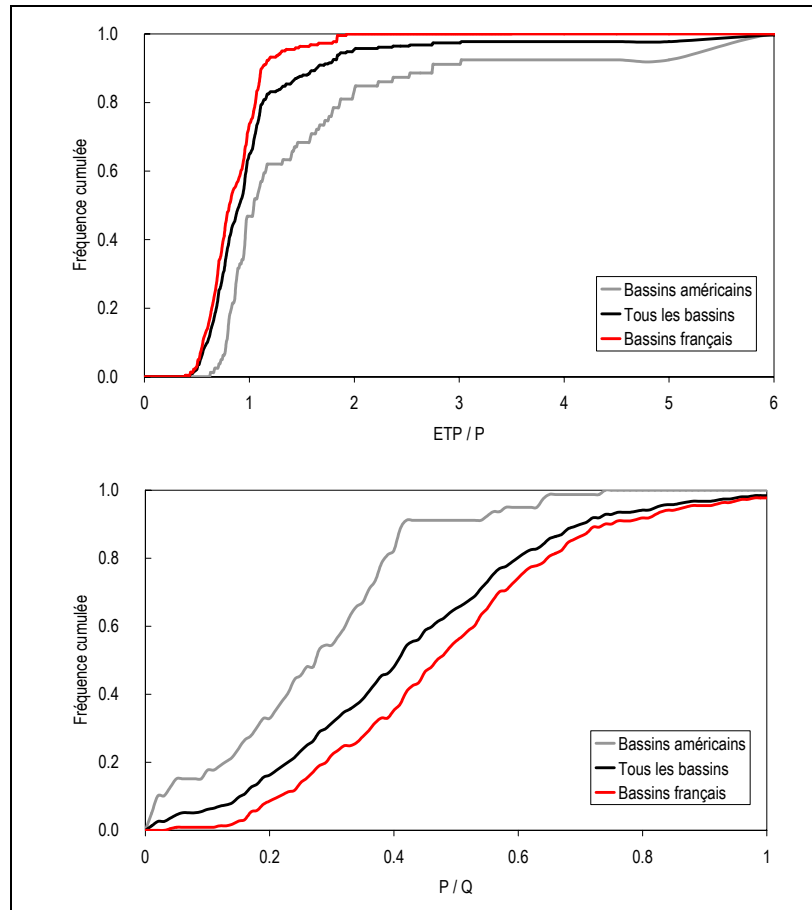 1.0
0.8
0.6
0.4
0.2
0.0
Fréquence cumulée
0 1 2 3 4 5 6
ETP / P
Bassins américains
Tous les bassins
Bassins français
1.0
0.8
0.6
0.4
0.2
0.0
Fréquence cumulée
0 0.2 0.4 0.6 0.8 1
P / Q
Bassins américains
Tous les bassins
Bassins français